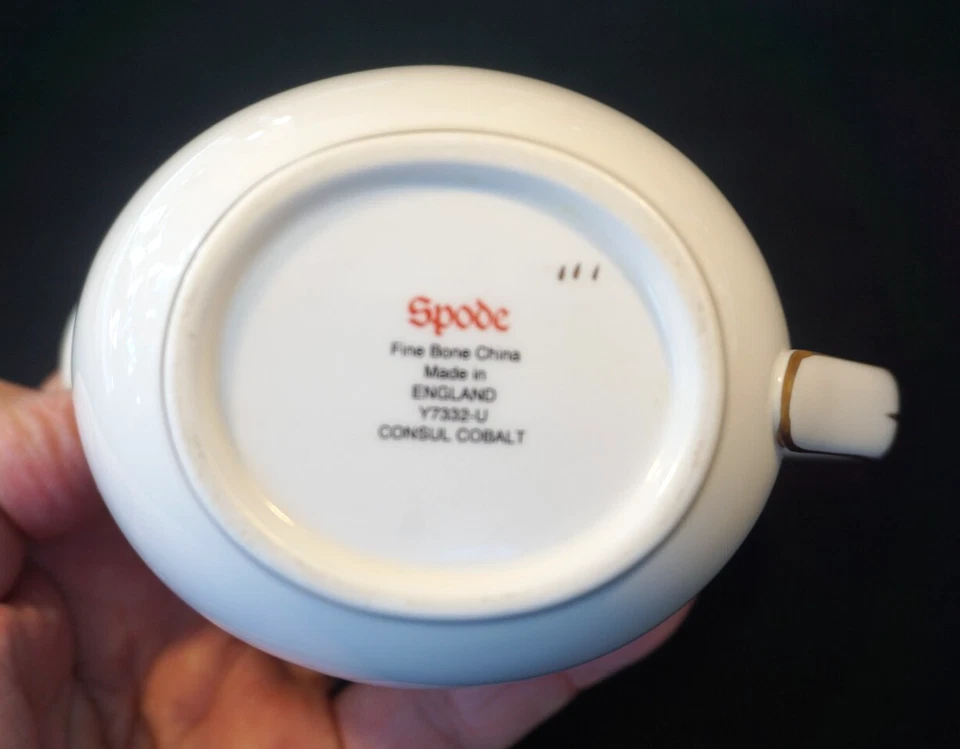 Spode
Fine Bone China
Made in
ENGLAND
Y7332-U
CONSUL COBALT